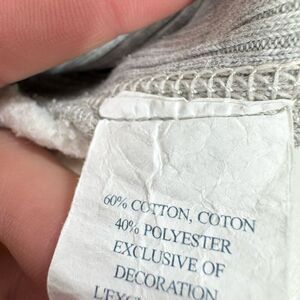 60% COTTON, COTON
40% POLYESTER
EXCLUSIVE OF
DECORATION